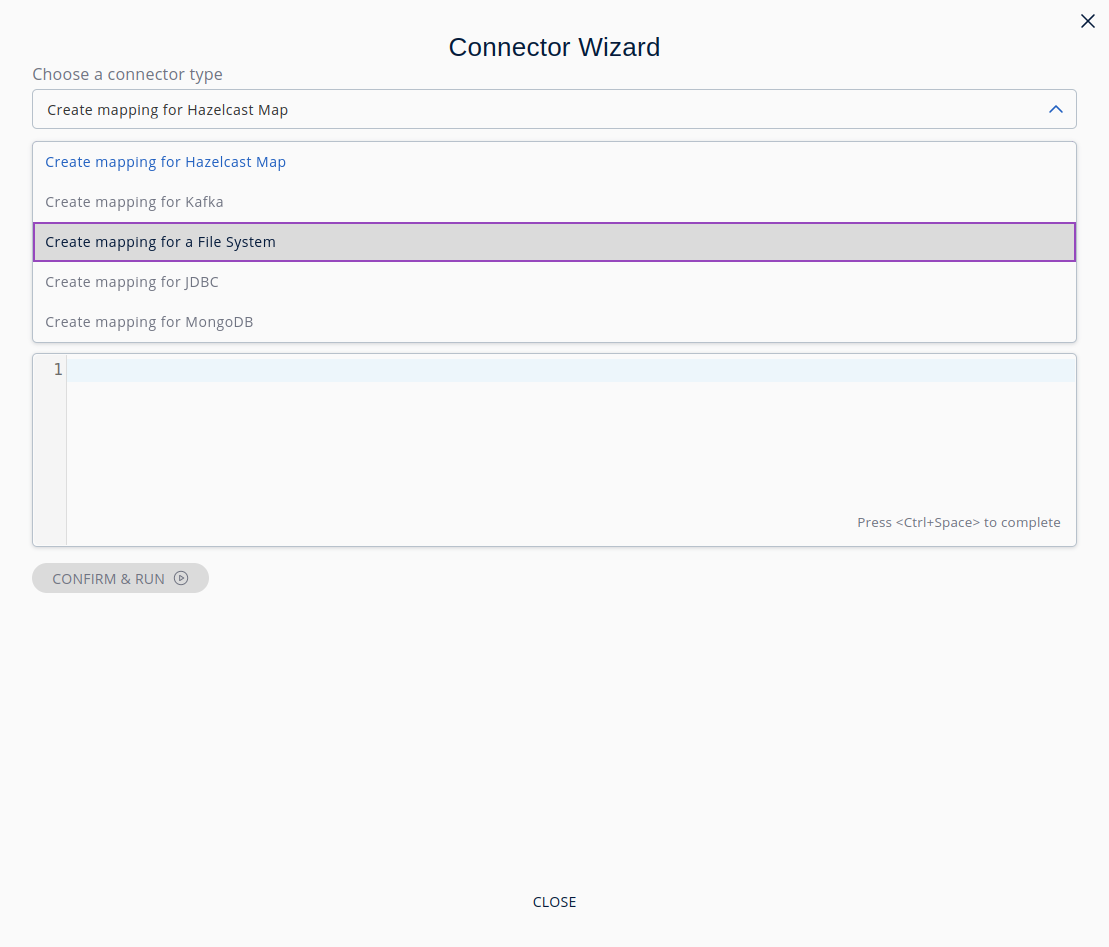 Connector Wizard
Choose a connector type
Create mapping for Hazelcast Map
Create mapping for Hazelcast Map
Create mapping for Kafka
Create mapping for a File System
Create mapping for JDBC
Create mapping for MongoDB
1
Press <Ctrl+Space> to complete
CONFIRM & RUN
CLOSE